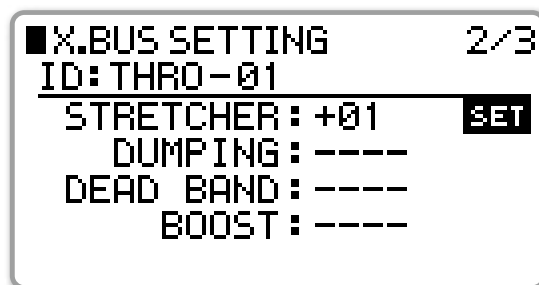 X.BUS SETTING 2/3
ID:THRO-01
STRETCHER:+01 SET
DUMPING:----
DEAD BAND:----
BOOST:----